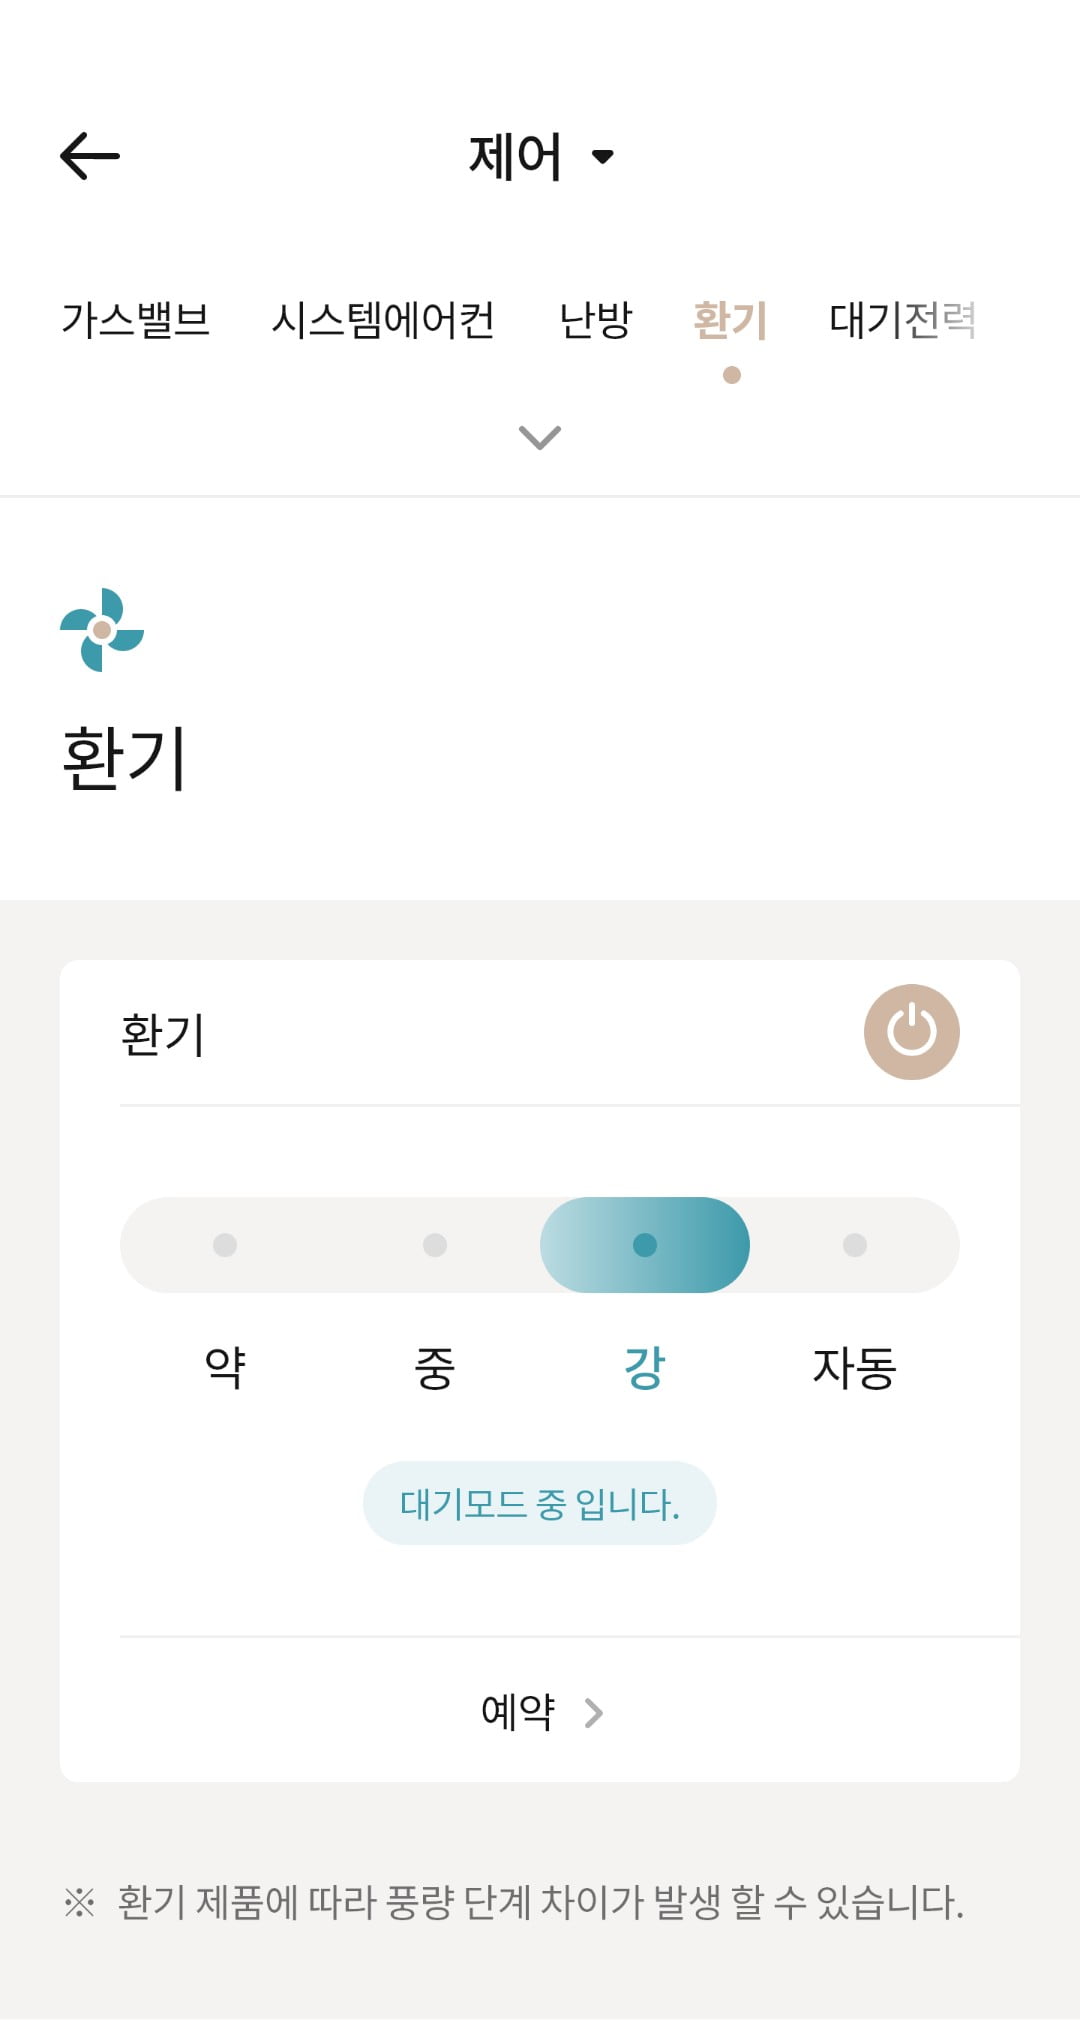 제어
가스밸브 시스템에어컨 난방 환기 대기전력
환기
환기
약 중 강 자동
대기모드 중 입니다.
예약
※ 환기 제품에 따라 풍량 단계 차이가 발생 할 수 있습니다.